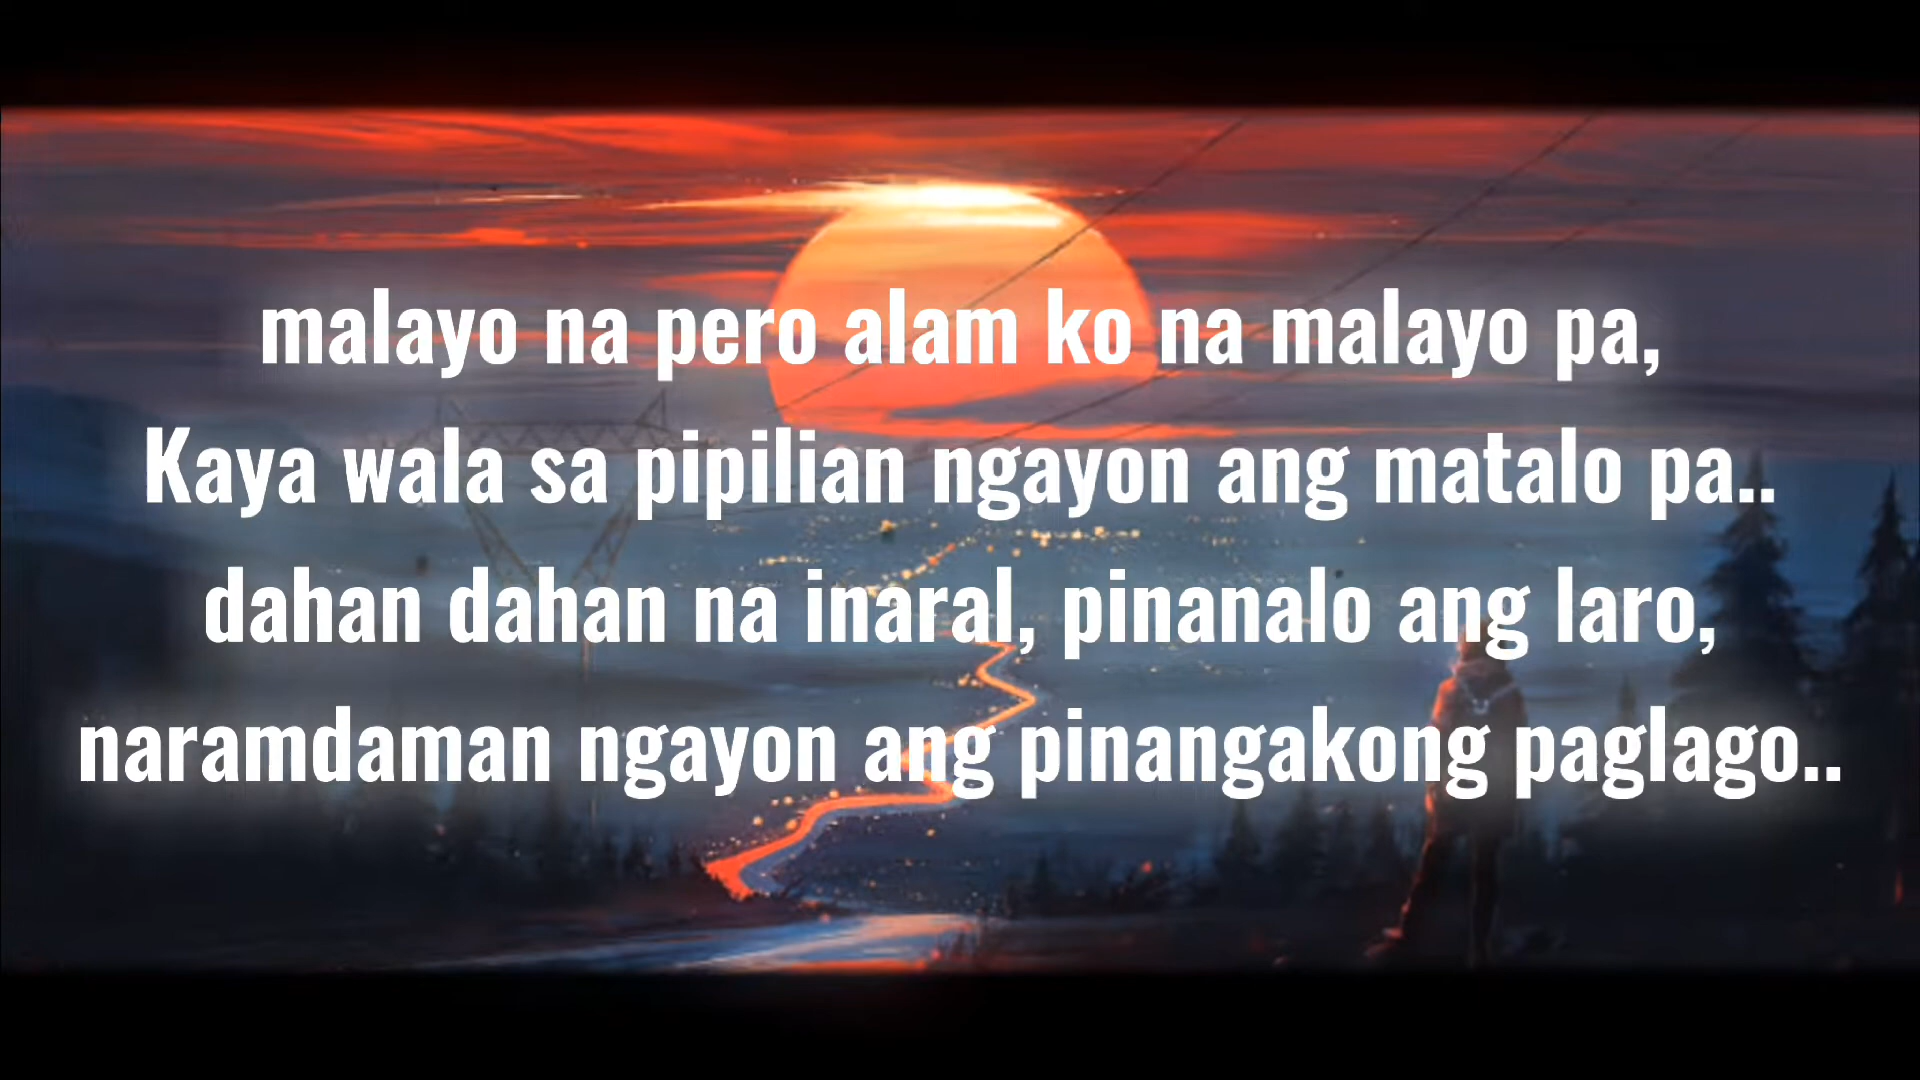 malayo na pero alam ko na malayo pa,
Kaya wala sa pipilian ngayon ang matalo pa..
dahan dahan na inaral, pinanalo ang laro,
naramdaman ngayon ang pinangakong paglago..